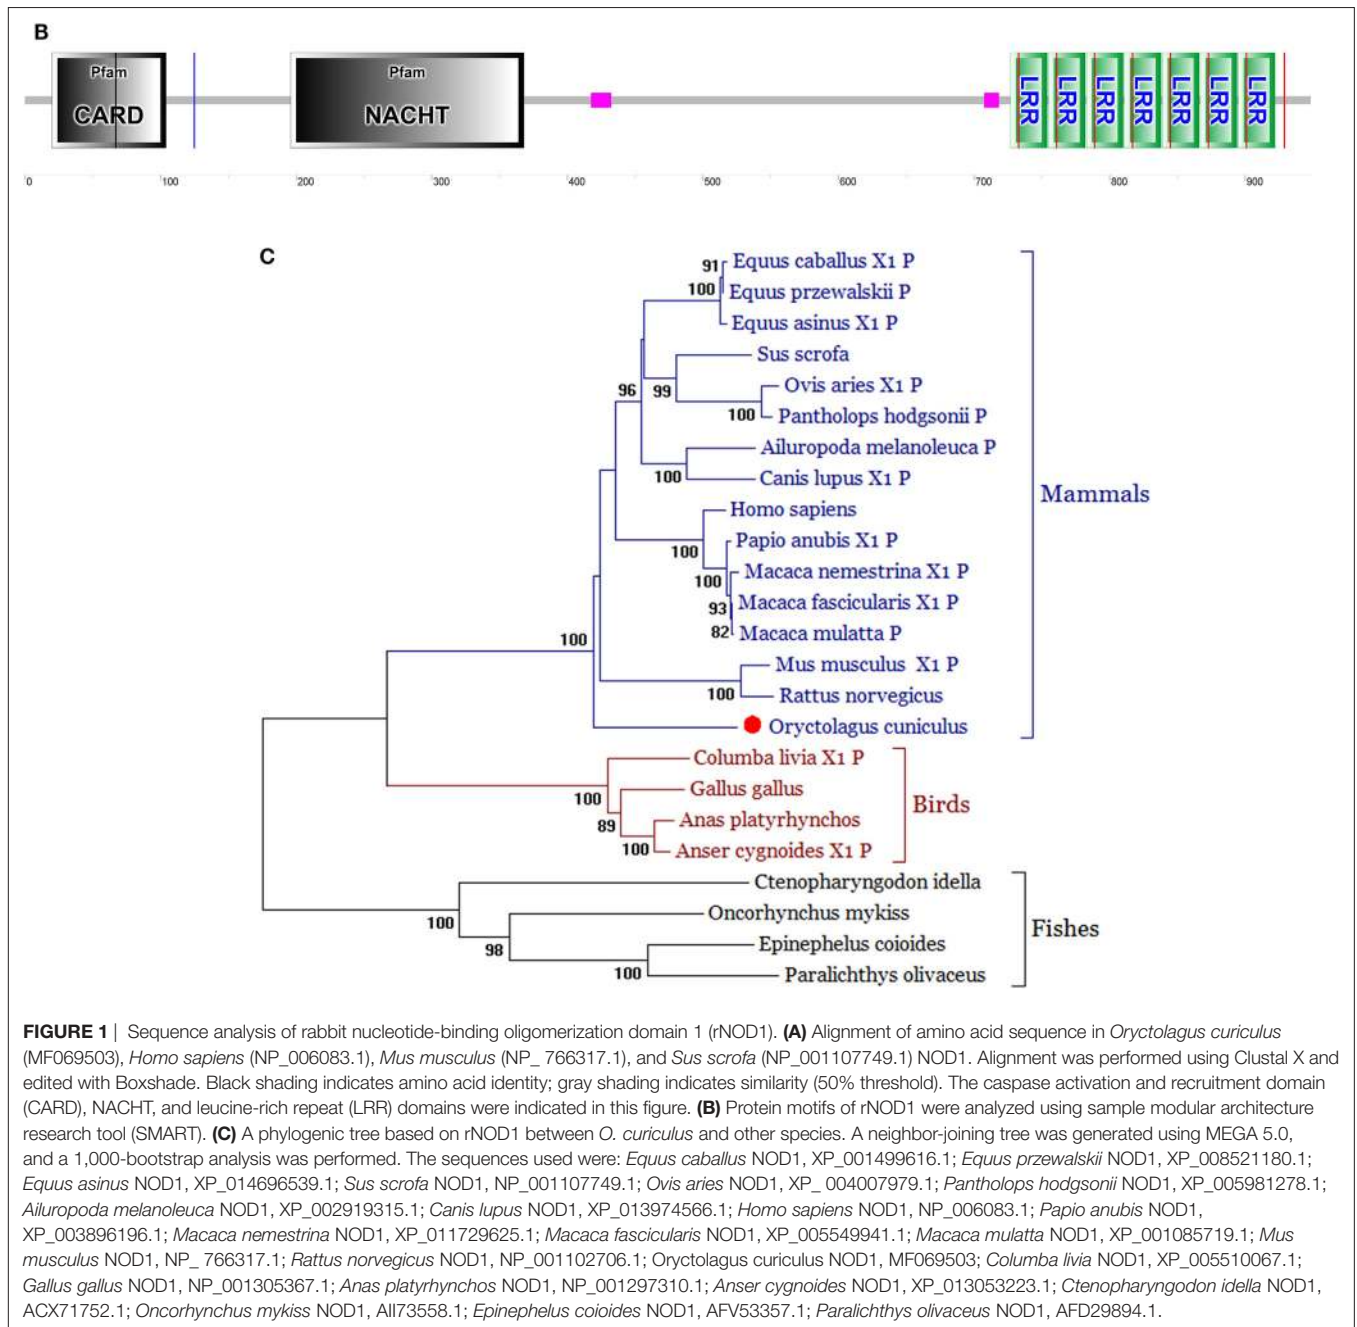 B
Pfam
CARD
Pfam
NACHT
LRR
LRR
LRR
LRR
LRR
LRR
LRR
0 100 200 300 400 500 600 700 800 900
C
91 Equus caballus X1 P
100 Equus przewalskii P
Equus asinus X1 P
Sus scrofa
96 99 Ovis aries X1 P
100 Pantholops hodgsonii P
Ailuropoda melanoleuca P
100 Canis lupus X1 P
Mammals
Homo sapiens
100 Papio anubis X1 P
100 Macaca nemestrina X1 P
93 Macaca fascicularis X1 P
100 82 Macaca mulatta P
Mus musculus X1 P
100 Rattus norvegicus
Oryctolagus cuniculus
Columba livia X1 P
100 Gallus gallus
Birds
89 Anas platyrhynchos
100 Anser cygnoides X1 P
Ctenopharyngodon idella
100 Oncorhynchus mykiss
Fishes
98 Epinephelus coioides
100 Paralichthys olivaceus
FIGURE 1 | Sequence analysis of rabbit nucleotide-binding oligomerization domain 1 (rNOD1). (A) Alignment of amino acid sequence in Oryctolagus curiculus
(MF069503), Homo sapiens (NP_006083.1), Mus musculus (NP_ 766317.1), and Sus scrofa (NP_001107749.1) NOD1. Alignment was performed using Clustal X and
edited with Boxshade. Black shading indicates amino acid identity; gray shading indicates similarity (50% threshold). The caspase activation and recruitment domain
(CARD), NACHT, and leucine-rich repeat (LRR) domains were indicated in this figure. (B) Protein motifs of rNOD1 were analyzed using sample modular architecture
research tool (SMART). (C) A phylogenic tree based on rNOD1 between O. curiculus and other species. A neighbor-joining tree was generated using MEGA 5.0,
and a 1,000-bootstrap analysis was performed. The sequences used were: Equus caballus NOD1, XP_001499616.1; Equus przewalskii NOD1, XP_008521180.1;
Equus asinus NOD1, XP_014696539.1; Sus scrofa NOD1, NP_001107749.1; Ovis aries NOD1, XP_ 004007979.1; Pantholops hodgsonii NOD1, XP_005981278.1;
Ailuropoda melanoleuca NOD1, XP_002919315.1; Canis lupus NOD1, XP_013974566.1; Homo sapiens NOD1, NP_006083.1; Papio anubis NOD1,
XP_003896196.1; Macaca nemestrina NOD1, XP_011729625.1; Macaca fascicularis NOD1, XP_005549941.1; Macaca mulatta NOD1, XP_001085719.1; Mus
musculus NOD1, NP_ 766317.1; Rattus norvegicus NOD1, NP_001102706.1; Oryctolagus curiculus NOD1, MF069503; Columba livia NOD1, XP_005510067.1;
Gallus gallus NOD1, NP_001305367.1; Anas platyrhynchos NOD1, NP_001297310.1; Anser cygnoides NOD1, XP_013053223.1; Ctenopharyngodon idella NOD1,
ACX71752.1; Oncorhynchus mykiss NOD1, AII73558.1; Epinephelus coioides NOD1, AFV53357.1; Paralichthys olivaceus NOD1, AFD29894.1.